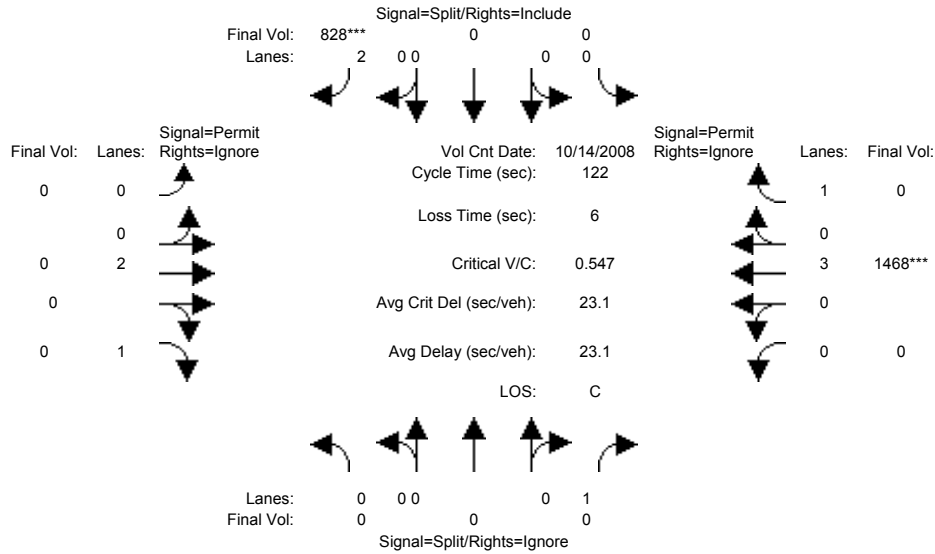 Signal=Split/Rights=Include
Final Vol: 828*** 0 0
Lanes: 2 0 0 0 0
Signal=Permit Signal=Permit
Final Vol: Lanes: Rights=Ignore Vol Cnt Date: 10/14/2008 Rights=Ignore Lanes: Final Vol:
Cycle Time (sec): 122
0 0 1 0
Loss Time (sec): 6
0 0
0 2 Critical V/C: 0.547 3 1468***
0 Avg Crit Del (sec/veh): 23.1 0
0 1 Avg Delay (sec/veh): 23.1 0 0
LOS: C
Lanes: 0 0 0 0 1
Final Vol: 0 0 0
Signal=Split/Rights=Ignore